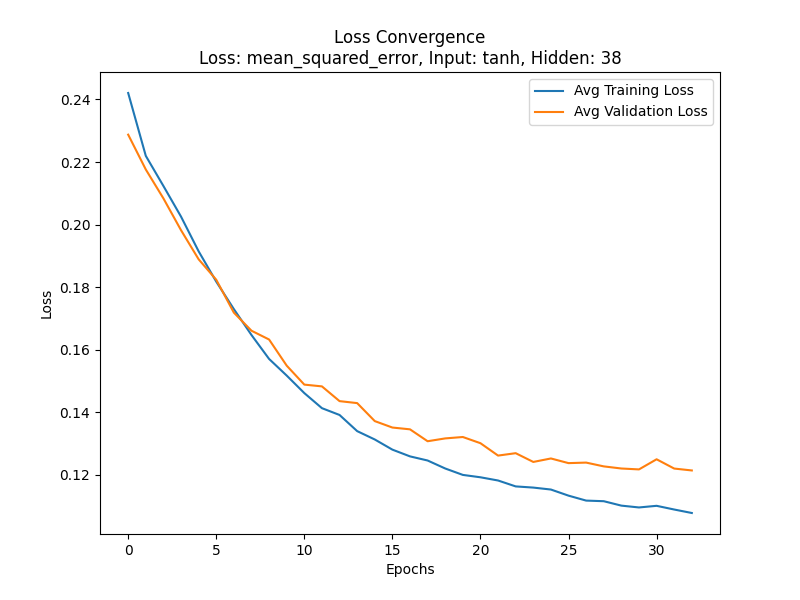 Loss Convergence
Loss: mean_squared_error, Input: tanh, Hidden: 38
Avg Training Loss
Avg Validation Loss
0.24
0.22
0.20
0.18
0.16
0.14
0.12
Loss
0
5
10
15
20
25
30
Epochs